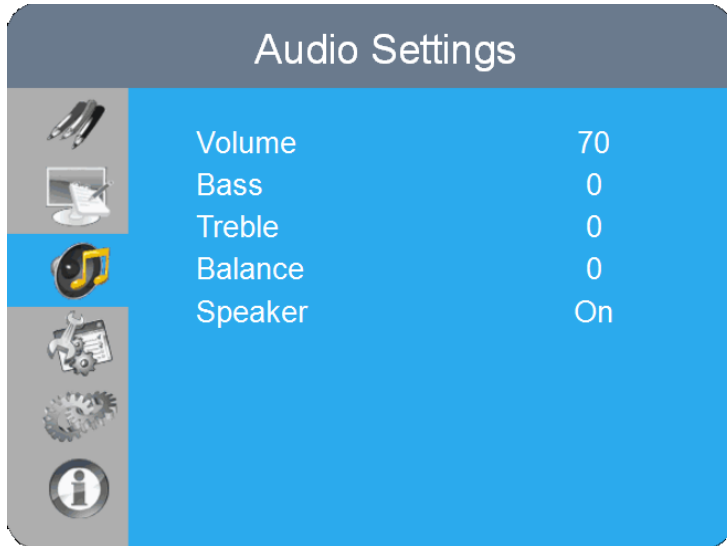 Audio Settings
Volume 70
Bass 0
Treble 0
Balance 0
Speaker On